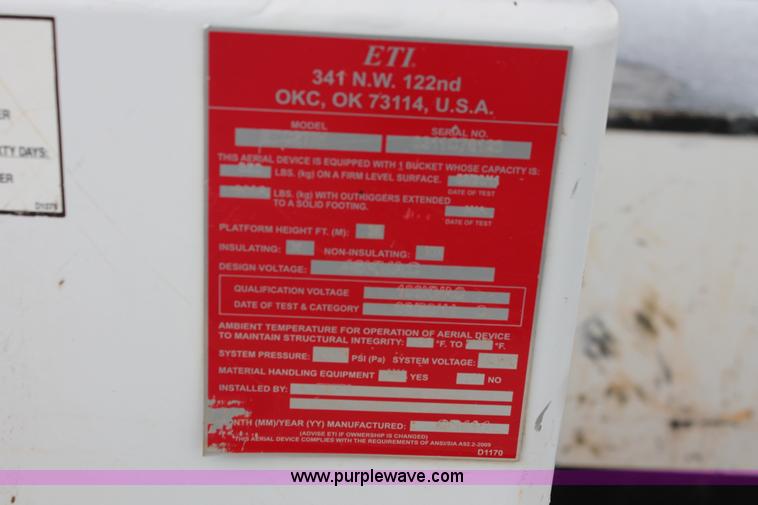 ER
XTY DAYS:
ER
D1078
ETI.
341 N.W. 122nd
OKC, OK 73114, U.S.A.
MODEL SERIAL NO.
THIS AERIAL DEVICE IS EQUIPPED WITH 1 BUCKET WHOSE CAPACITY IS:
LBS. (kg) ON A FIRM LEVEL SURFACE.
DATE OF TEST
LBS. (kg) WITH OUTRIGGERS EXTENDED
TO A SOLID FOOTING.
DATE OF TEST
PLATFORM HEIGHT FT. (M):
INSULATING: NON-INSULATING:
DESIGN VOLTAGE:
QUALIFICATION VOLTAGE
DATE OF TEST & CATEGORY
AMBIENT TEMPERATURE FOR OPERATION OF AERIAL DEVICE
TO MAINTAIN STRUCTURAL INTEGRITY: °F. TO °F.
SYSTEM PRESSURE: PSI (Pa) SYSTEM VOLTAGE:
MATERIAL HANDLING EQUIPMENT YES NO
INSTALLED BY:
MONTH (MM)/YEAR (YY) MANUFACTURED:
(ADVISE ETI IF OWNERSHIP IS CHANGED)
THIS AERIAL DEVICE COMPLIES WITH THE REQUIREMENTS OF ANSI/SIA A92.2-2009
D1170
www.purplewave.com